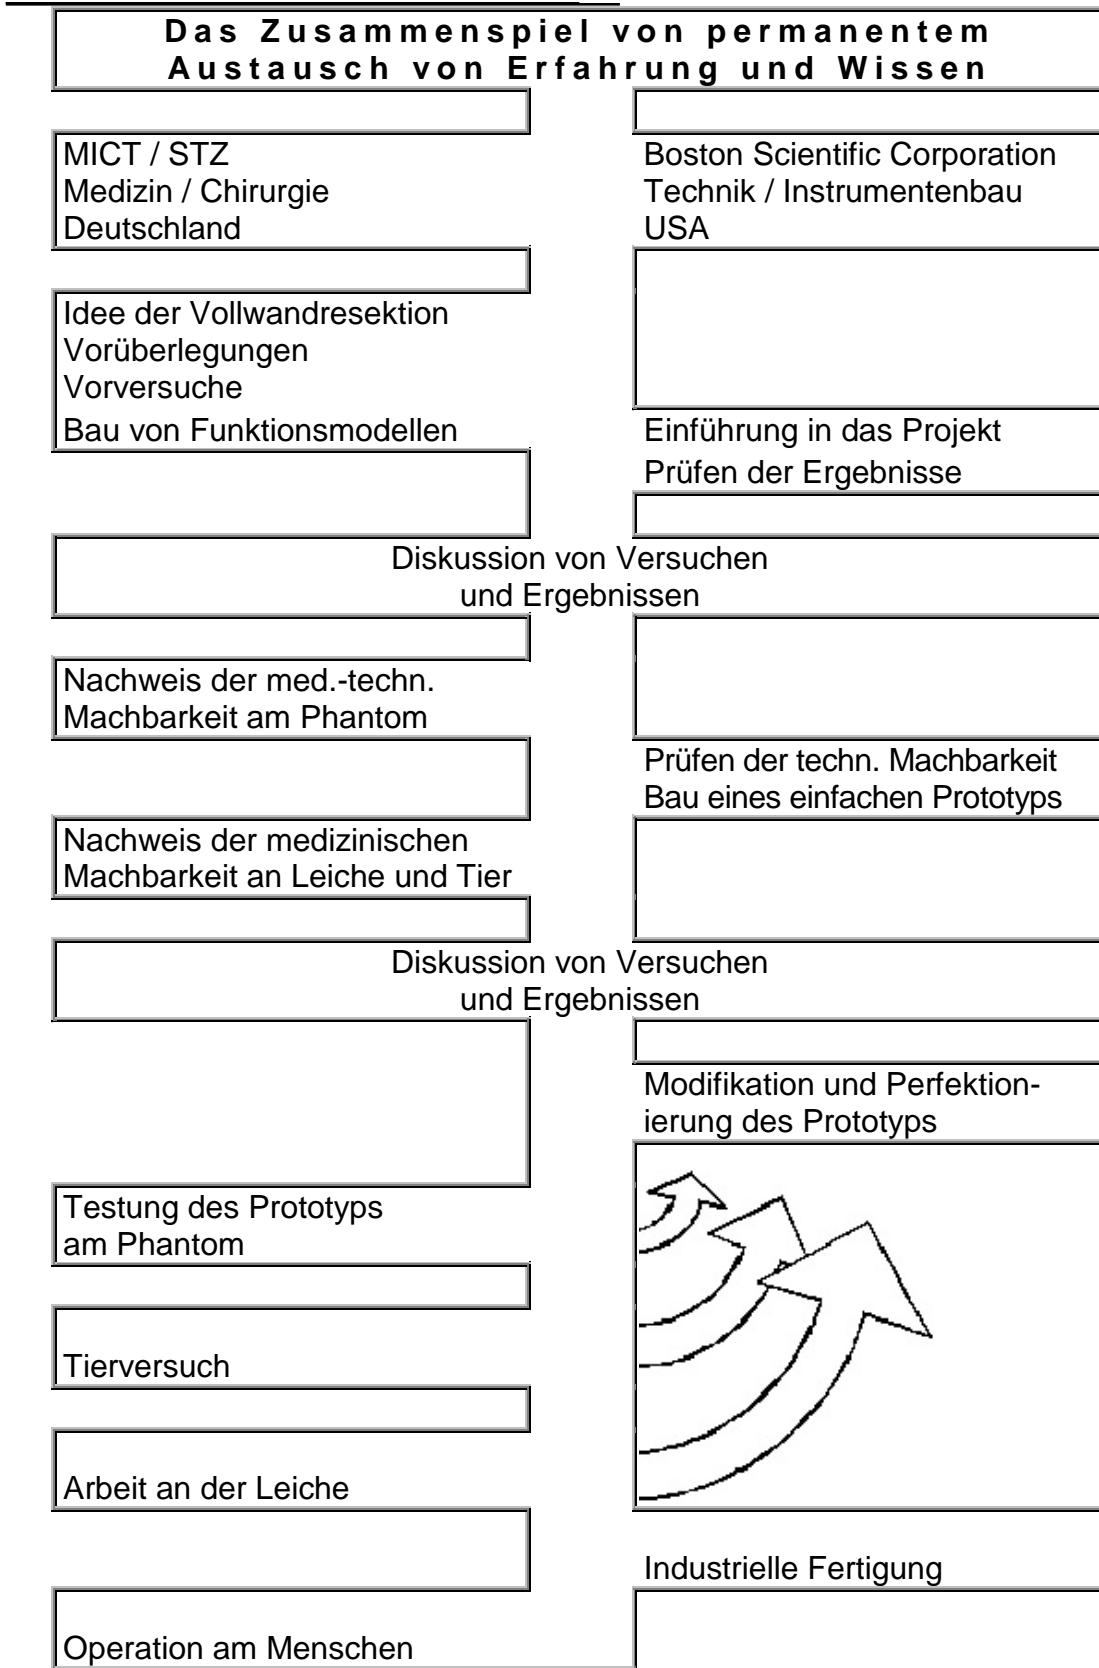 Das Zusammenspiel von permanentem
Austausch von Erfahrung und Wissen
MICT / STZ
Medizin / Chirurgie
Deutschland
Boston Scientific Corporation
Technik / Instrumentenbau
USA
Idee der Vollwandresektion
Vorüberlegungen
Vorversuche
Bau von Funktionsmodellen
Einführung in das Projekt
Prüfen der Ergebnisse
Diskussion von Versuchen
und Ergebnissen
Nachweis der med.-techn.
Machbarkeit am Phantom
Prüfen der techn. Machbarkeit
Bau eines einfachen Prototyps
Nachweis der medizinischen
Machbarkeit an Leiche und Tier
Diskussion von Versuchen
und Ergebnissen
Modifikation und Perfektion-
ierung des Prototyps
Testung des Prototyps
am Phantom
Tierversuch
Arbeit an der Leiche
Industrielle Fertigung
Operation am Menschen